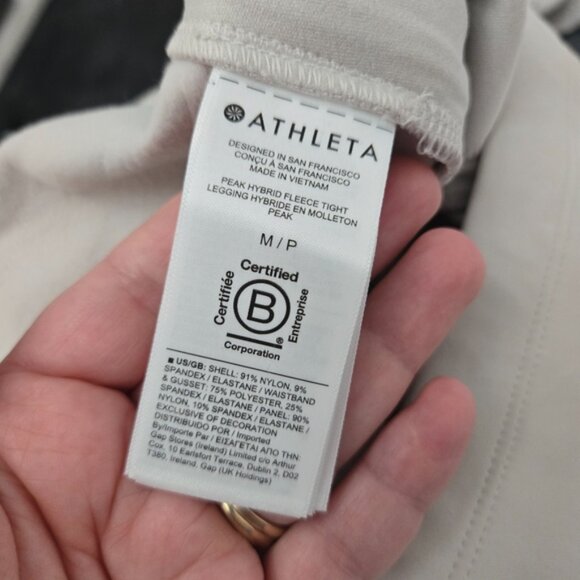 ATHLETA
DESIGNED IN SAN FRANCISCO
CONÇU À SAN FRANCISCO
MADE IN VIETNAM
PEAK HYBRID FLEECE TIGHT
LEGGING HYBRIDE EN MOLLETON
PEAK
M / P
Certified
Certifiée
B
Entreprise
®
Corporation
■ US/GB: SHELL: 91% NYLON, 9%
SPANDEX / ELASTANE / WAISTBAND
& GUSSET: 75% POLYESTER, 25%
SPANDEX / ELASTANE / PANEL: 90%
NYLON, 10% SPANDEX / ELASTANE /
EXCLUSIVE OF DECORATION
DISTRIBUIDO POR / Imported
By/Importe Par / ΕΙΣΑΓΕΤΑΙ ΑΠΟ ΤΗΝ:
Gap Stores (Ireland) Limited c/o Arthur
Cox, 10 Earlsfort Terrace, Dublin 2, D02
T380, Ireland, Gap (UK Holdings)